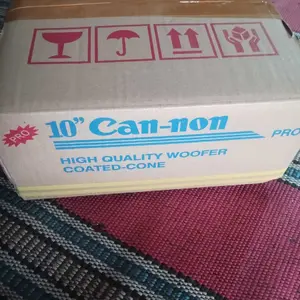 PRO
10" Can-non
HIGH QUALITY WOOFER
COATED-CONE
PRO